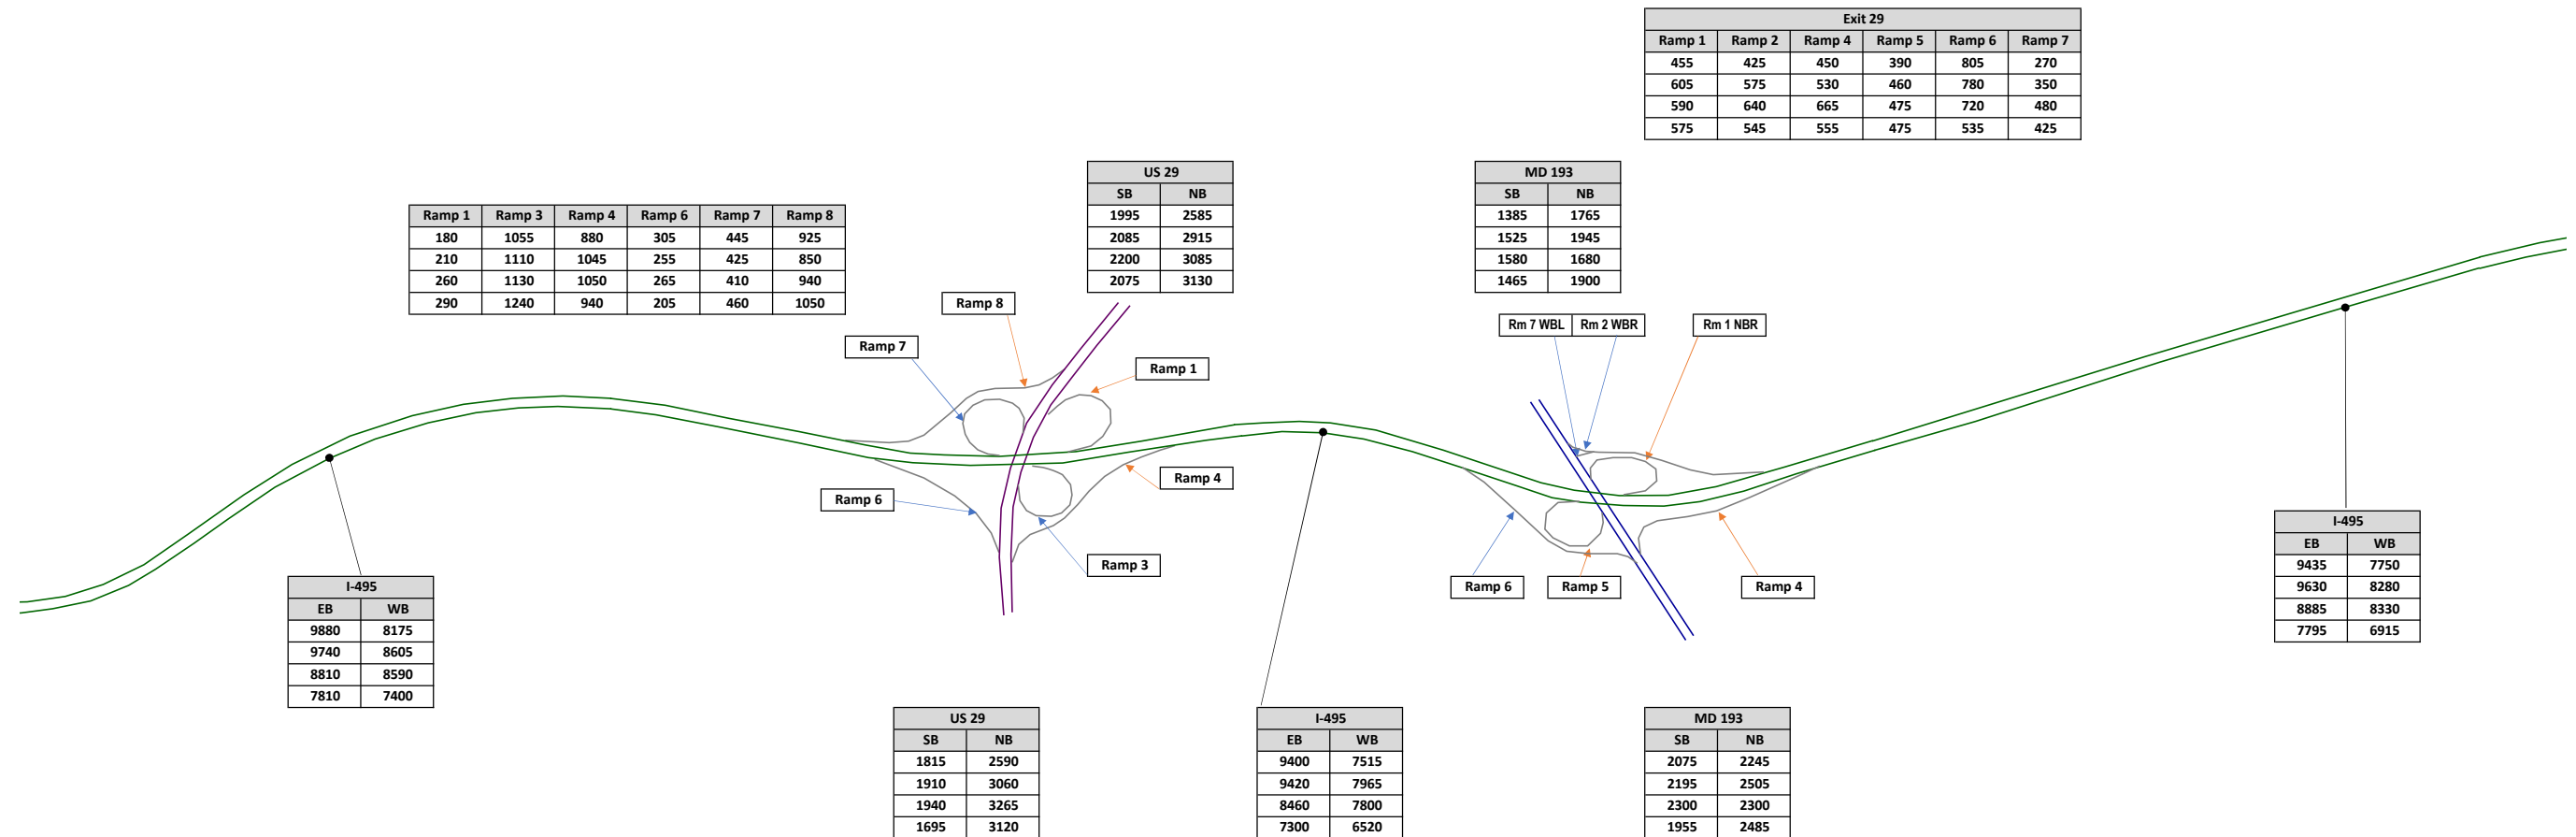 Exit 29
Ramp 1 Ramp 2 Ramp 4 Ramp 5 Ramp 6 Ramp 7
455 425 450 390 805 270
605 575 530 460 780 350
590 640 665 475 720 480
575 545 555 475 535 425
US 29
SB NB
1995 2585
2085 2915
2200 3085
2075 3130
MD 193
SB NB
1385 1765
1525 1945
1580 1680
1465 1900
Ramp 1 Ramp 3 Ramp 4 Ramp 6 Ramp 7 Ramp 8
180 1055 880 305 445 925
210 1110 1045 255 425 850
260 1130 1050 265 410 940
290 1240 940 205 460 1050
Ramp 8
Rm 7 WBL Rm 2 WBR
Rm 1 NBR
Ramp 7
Ramp 1
Ramp 4
Ramp 6
Ramp 3
Ramp 6
Ramp 5
Ramp 4
I-495
EB WB
9435 7750
9630 8280
8885 8330
7795 6915
I-495
EB WB
9880 8175
9740 8605
8810 8590
7810 7400
US 29
SB NB
1815 2590
1910 3060
1940 3265
1695 3120
I-495
EB WB
9400 7515
9420 7965
8460 7800
7300 6520
MD 193
SB NB
2075 2245
2195 2505
2300 2300
1955 2485